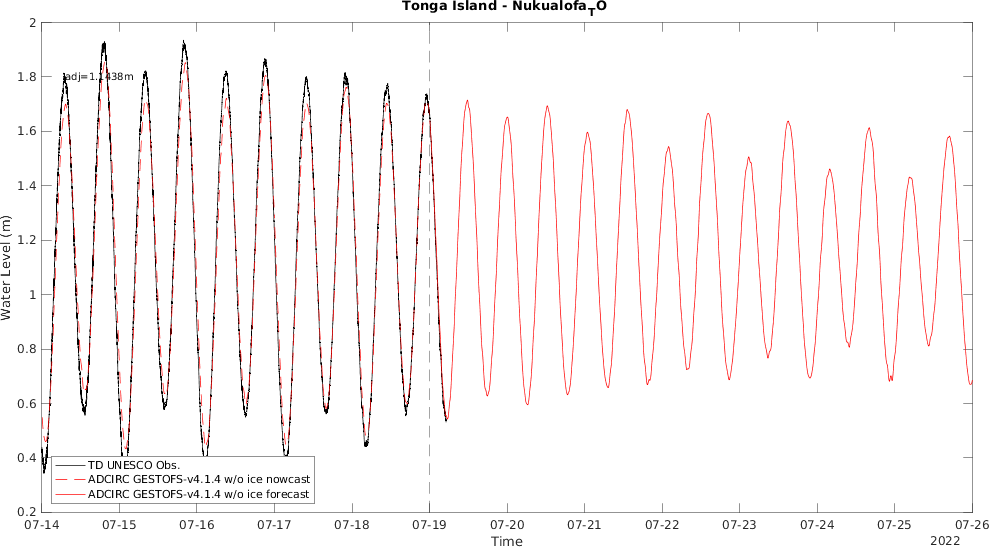 Tonga Island - Nukualofa_TO
adj=1.1438m
Water Level (m)
2
1.8
1.6
1.4
1.2
1
0.8
0.6
0.4
0.2
TD UNESCO Obs.
ADCIRC GESTOFS-v4.1.4 w/o ice nowcast
ADCIRC GESTOFS-v4.1.4 w/o ice forecast
07-14 07-15 07-16 07-17 07-18 07-19 07-20 07-21 07-22 07-23 07-24 07-25 07-26
Time
2022